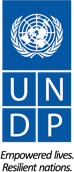 U N
D P
Empowered lives.
Resilient nations.